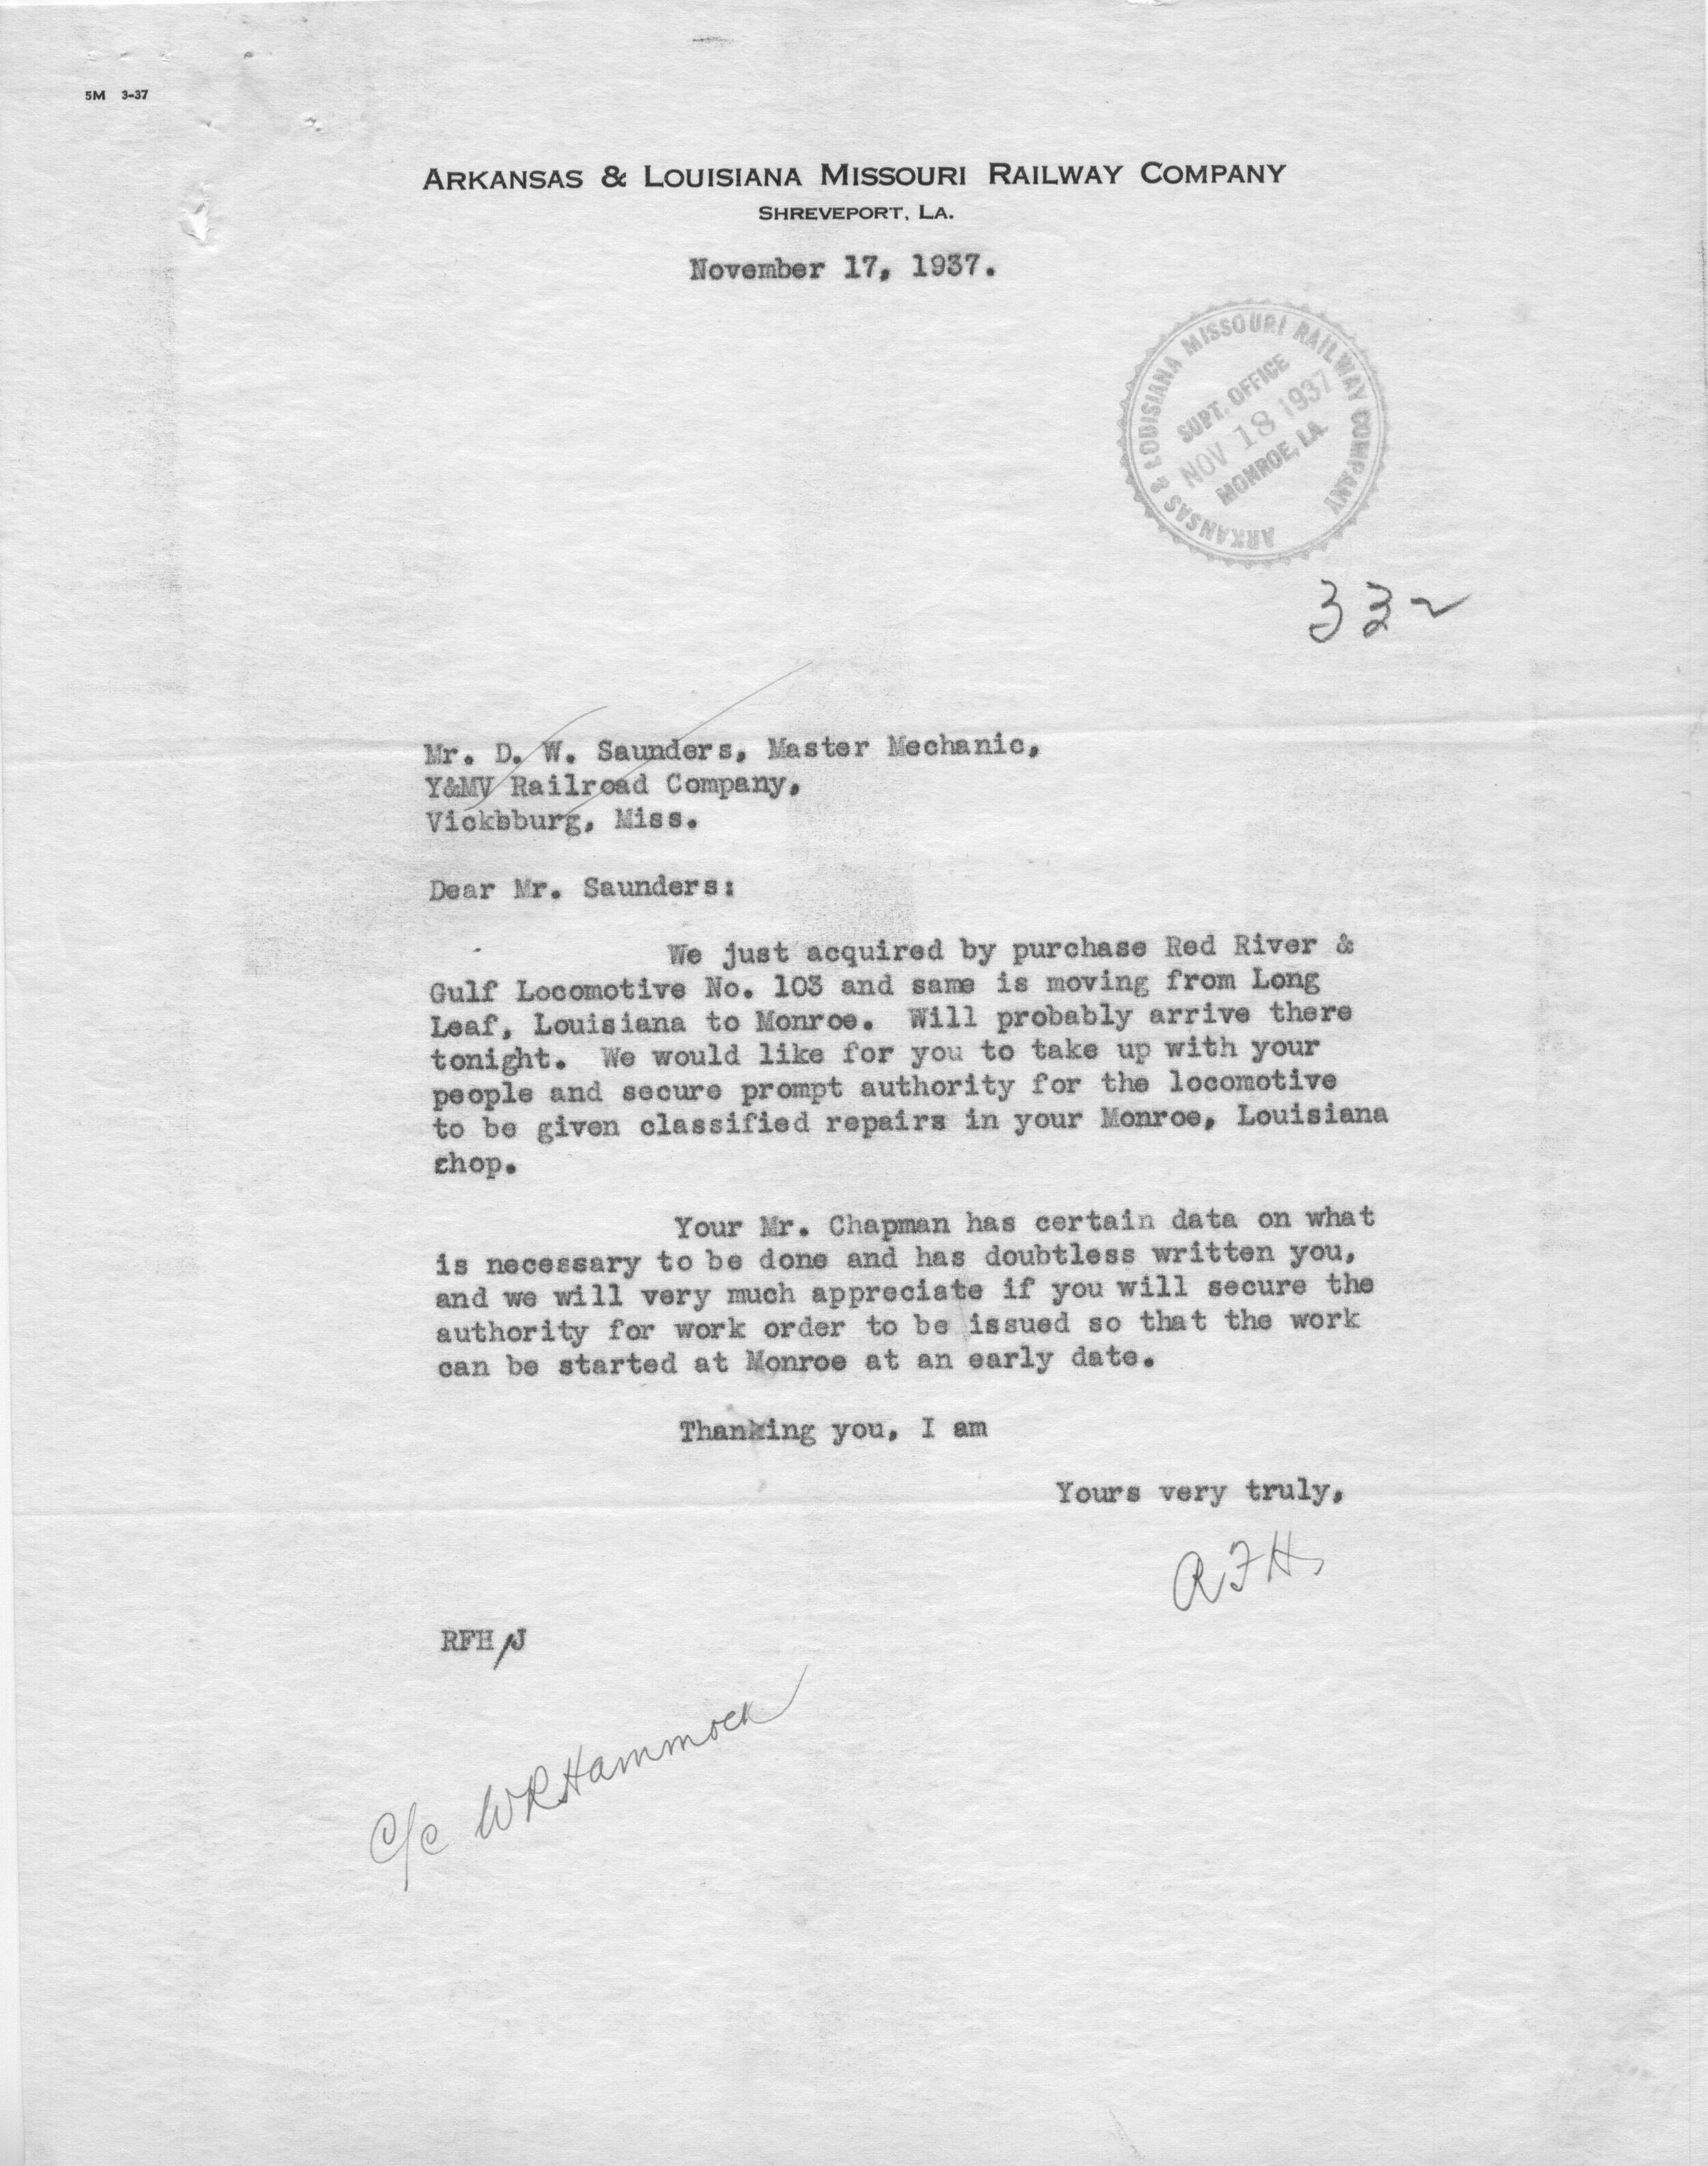 5M 3-37
ARKANSAS & LOUISIANA MISSOURI RAILWAY COMPANY
SHREVEPORT, LA.
November 17, 1937.
ARKANSAS & LOUISIANA MISSOURI RAILWAY COMPANY
SUPT. OFFICE
NOV 18 1937
MONROE, LA.
332
Mr. D. W. Saunders, Master Mechanic,
Y&MV Railroad Company,
Vicksburg, Miss.
Dear Mr. Saunders:
We just acquired by purchase Red River &
Gulf Locomotive No. 103 and same is moving from Long
Leaf, Louisiana to Monroe. Will probably arrive there
tonight. We would like for you to take up with your
people and secure prompt authority for the locomotive
to be given classified repairs in your Monroe, Louisiana
shop.
Your Mr. Chapman has certain data on what
is necessary to be done and has doubtless written you,
and we will very much appreciate if you will secure the
authority for work order to be issued so that the work
can be started at Monroe at an early date.
Thanking you, I am
Yours very truly,
RFH
RFH/J
C/c WR Hammock